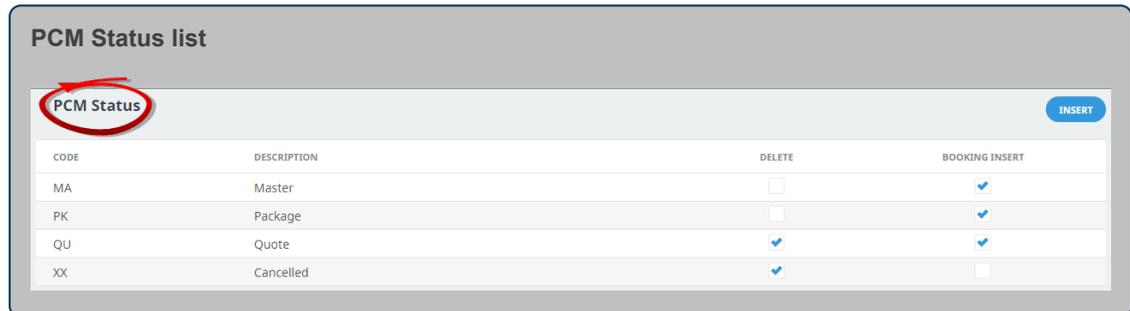 PCM Status list
PCM Status
INSERT
CODE DESCRIPTION DELETE BOOKING INSERT
MA Master
PK Package
QU Quote
XX Cancelled